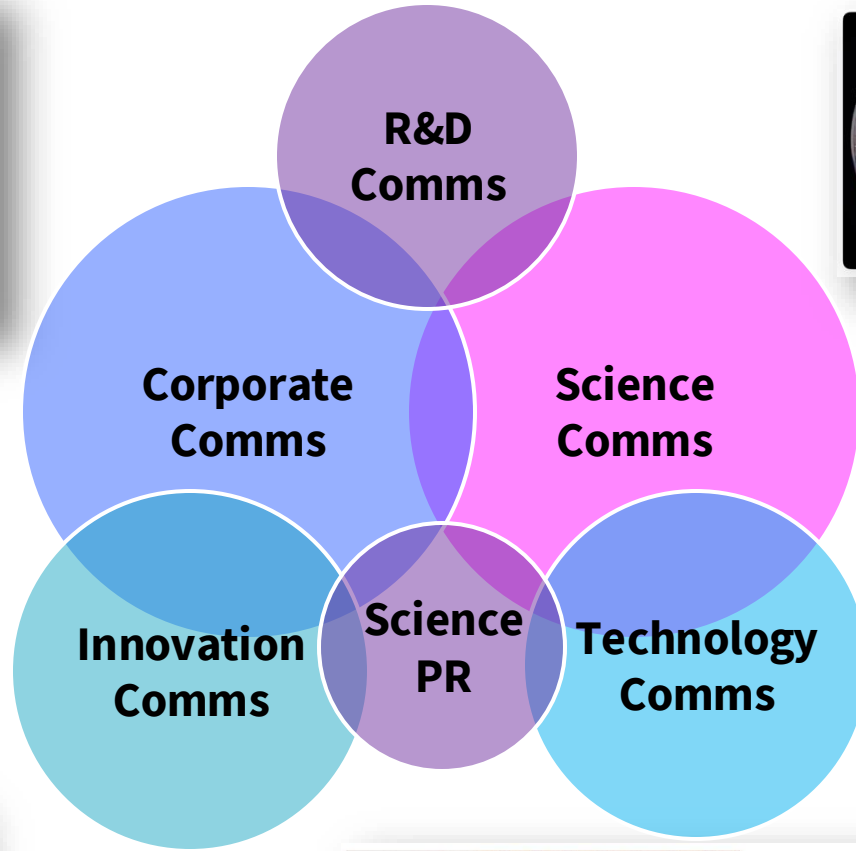 R&D
Comms
Corporate
Comms
Science
Comms
Innovation
Comms
Science
PR
Technology
Comms